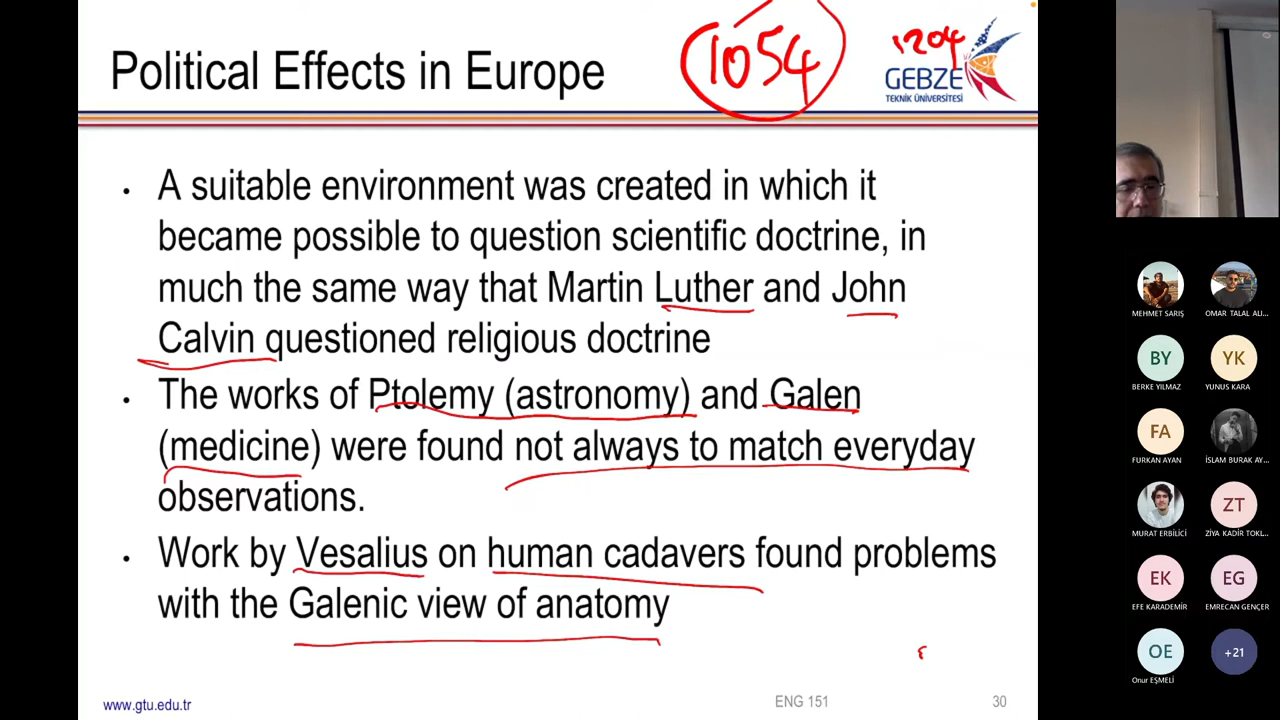 Political Effects in Europe
1054
1204
GEBZE
TEKNİK ÜNİVERSİTESİ
• A suitable environment was created in which it
became possible to question scientific doctrine, in
much the same way that Martin Luther and John
Calvin questioned religious doctrine
• The works of Ptolemy (astronomy) and Galen
(medicine) were found not always to match everyday
observations.
• Work by Vesalius on human cadavers found problems
with the Galenic view of anatomy
www.gtu.edu.tr
ENG 151
30
MEHMET SARIŞ
OMAR TALAL ALI...
BY
YK
BERKE YILMAZ
YUNUS KARA
FA
FURKAN AYAN
İSLAM BURAK AY...
ZT
MURAT ERBİLİCİ
ZİYA KADİR TOKL...
EK
EG
EFE KARADEMİR
EMRECAN GENÇER
OE
+21
Onur EŞMELİ